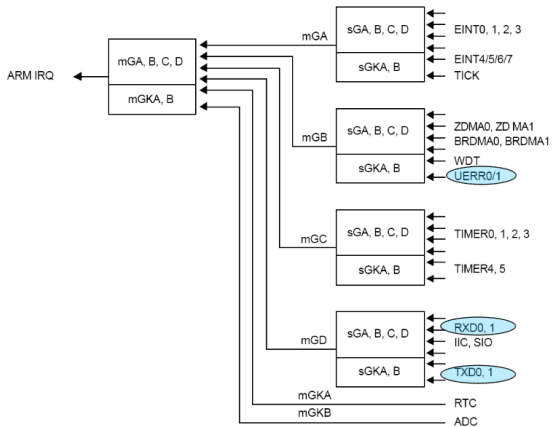 mGA
sGA, B, C, D
EINT0, 1, 2, 3
EINT4/5/6/7
sGKA, B
TICK
ARM IRQ
mGA, B, C, D
mGKA, B
mGB
sGA, B, C, D
ZDMA0, ZD MA1
BRDMA0, BRDMA1
sGKA, B
WDT
UERR0/1
mGC
sGA, B, C, D
TIMER0, 1, 2, 3
sGKA, B
TIMER4, 5
mGD
sGA, B, C, D
RXD0, 1
IIC, SIO
sGKA, B
TXD0, 1
mGKA
RTC
mGKB
ADC